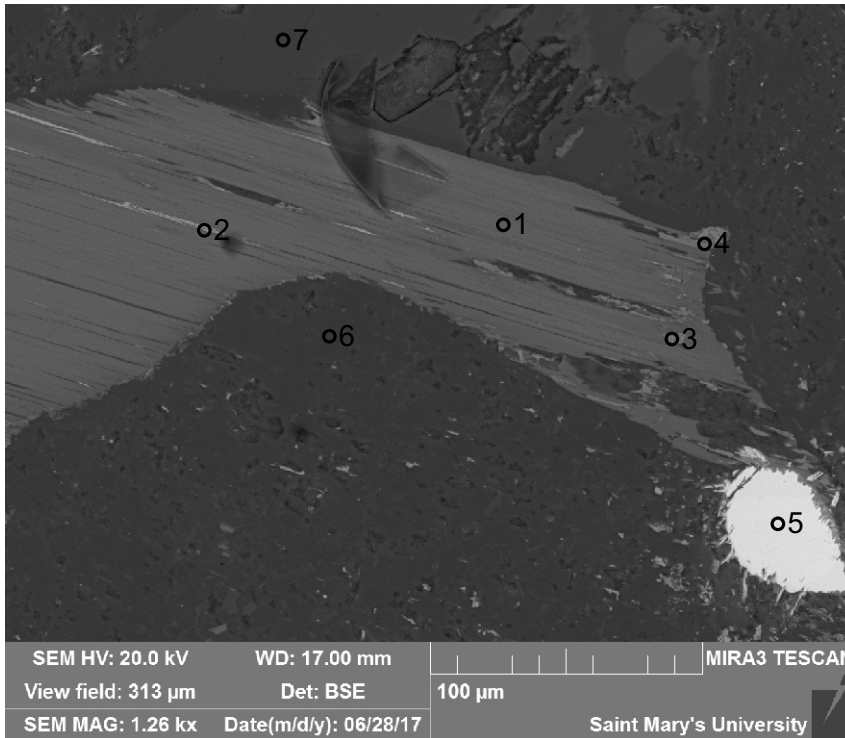 7
1
2
4
3
6
5
SEM HV: 20.0 kV WD: 17.00 mm MIRA3 TESCAN
View field: 313 µm Det: BSE 100 µm
SEM MAG: 1.26 kx Date(m/d/y): 06/28/17 Saint Mary's University